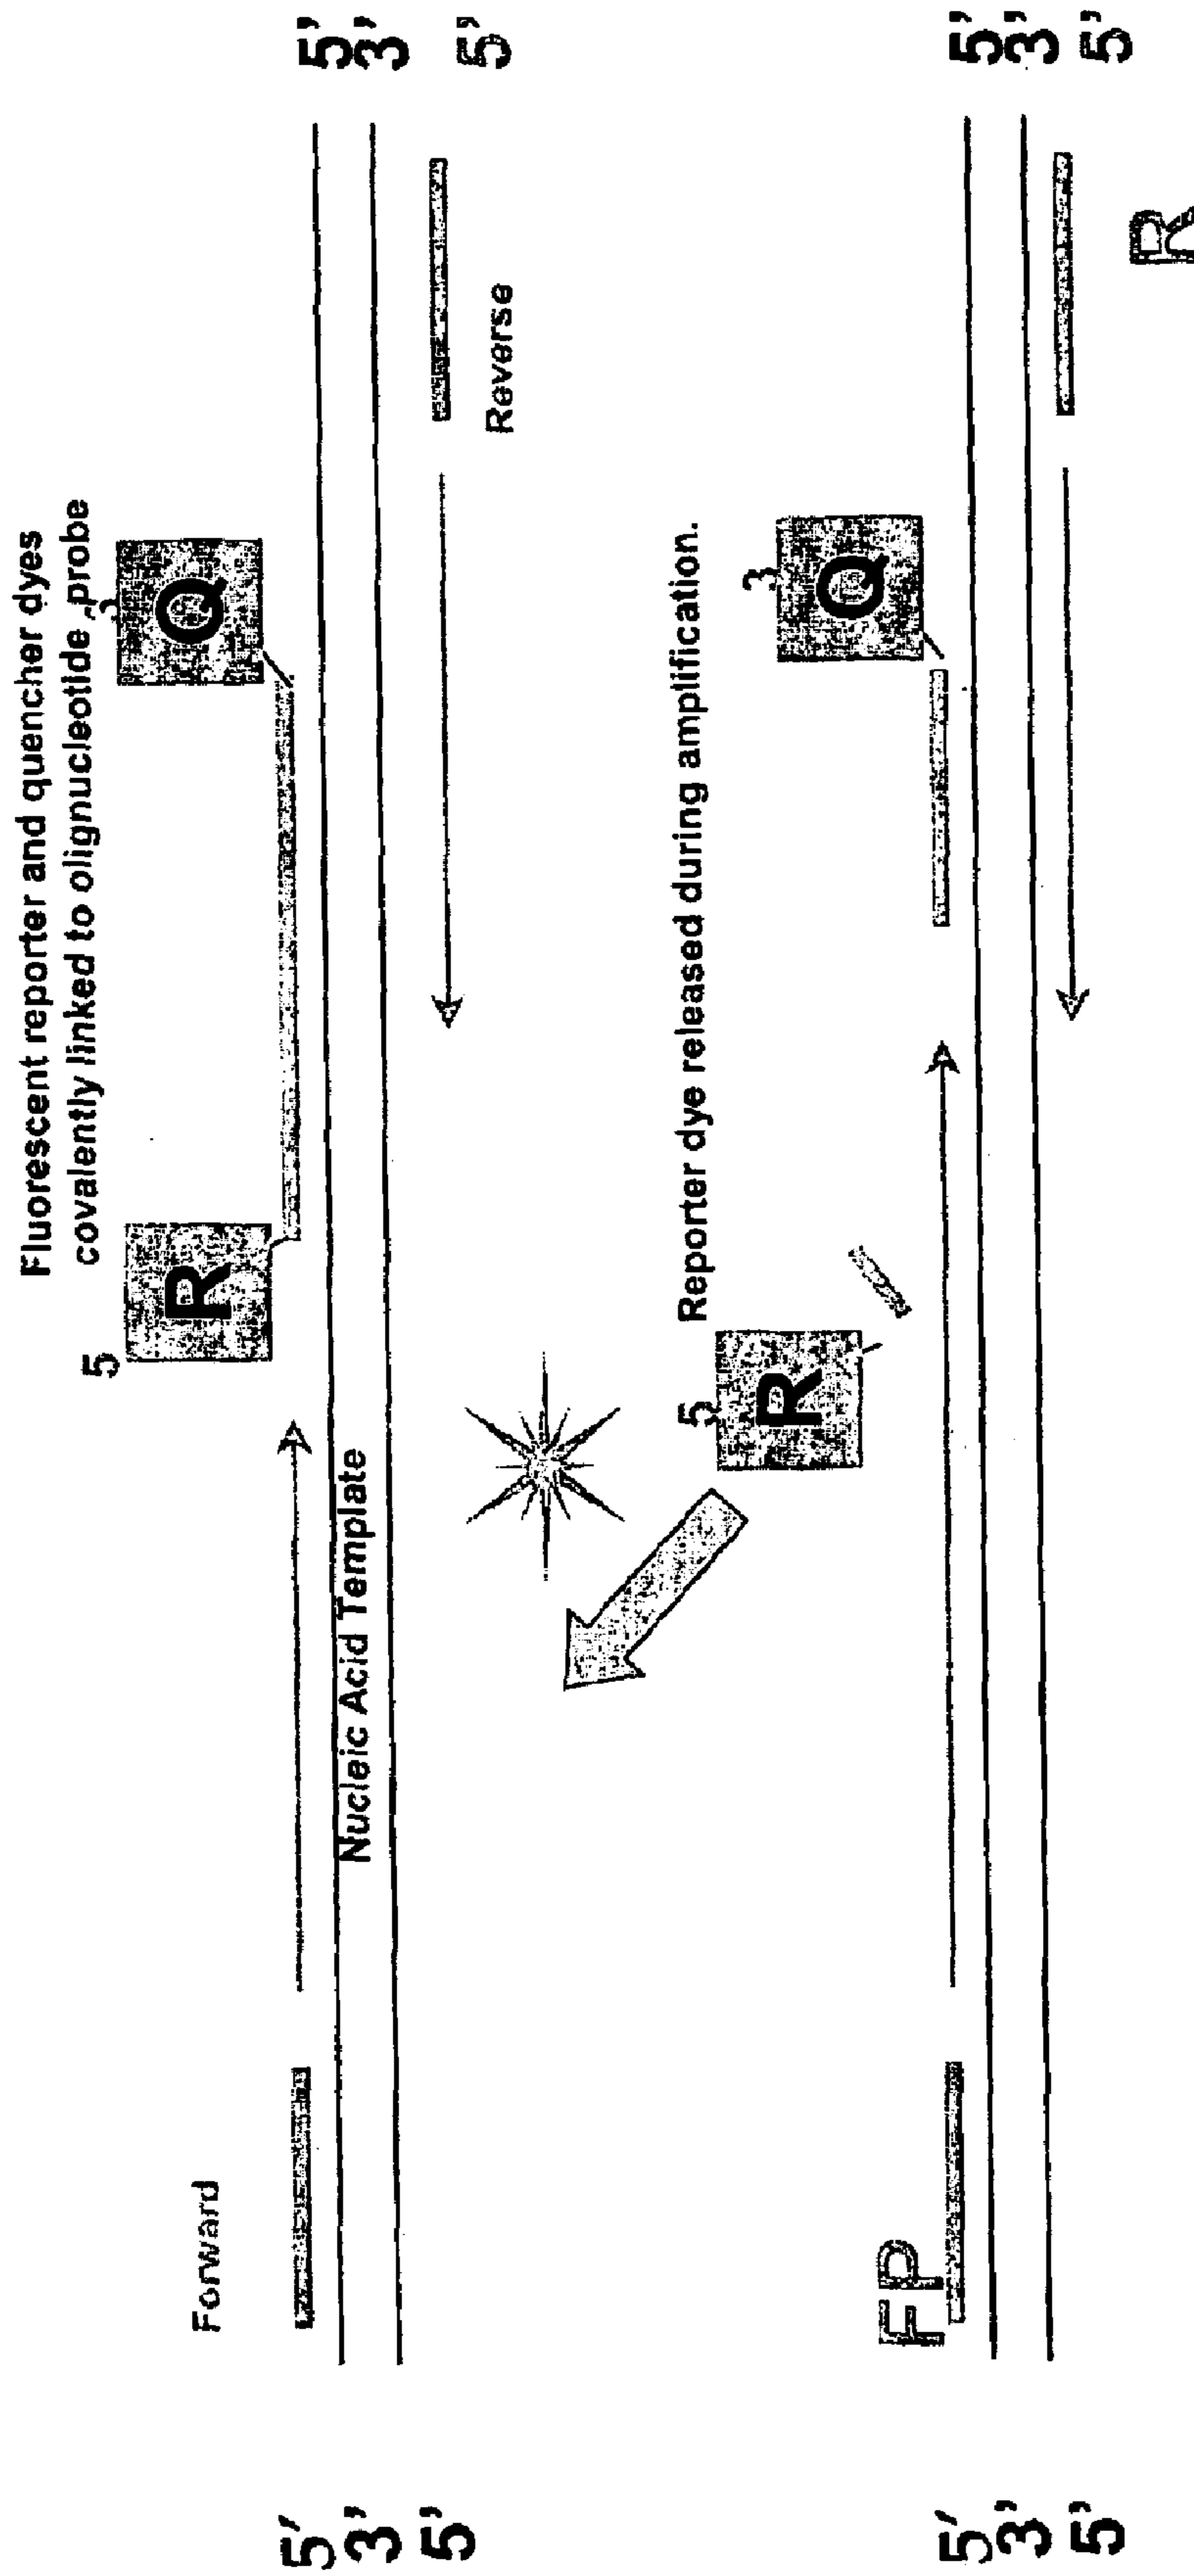 Fluorescent reporter and quencher dyes
covalently linked to olignucleotide probe
5
3
R
Q
Forward
5'
3'
5'
5'
3'
5'
Nucleic Acid Template
Reverse
Reporter dye released during amplification.
5
3
R
Q
FP
5'
3'
5'
5'
3'
5'
R